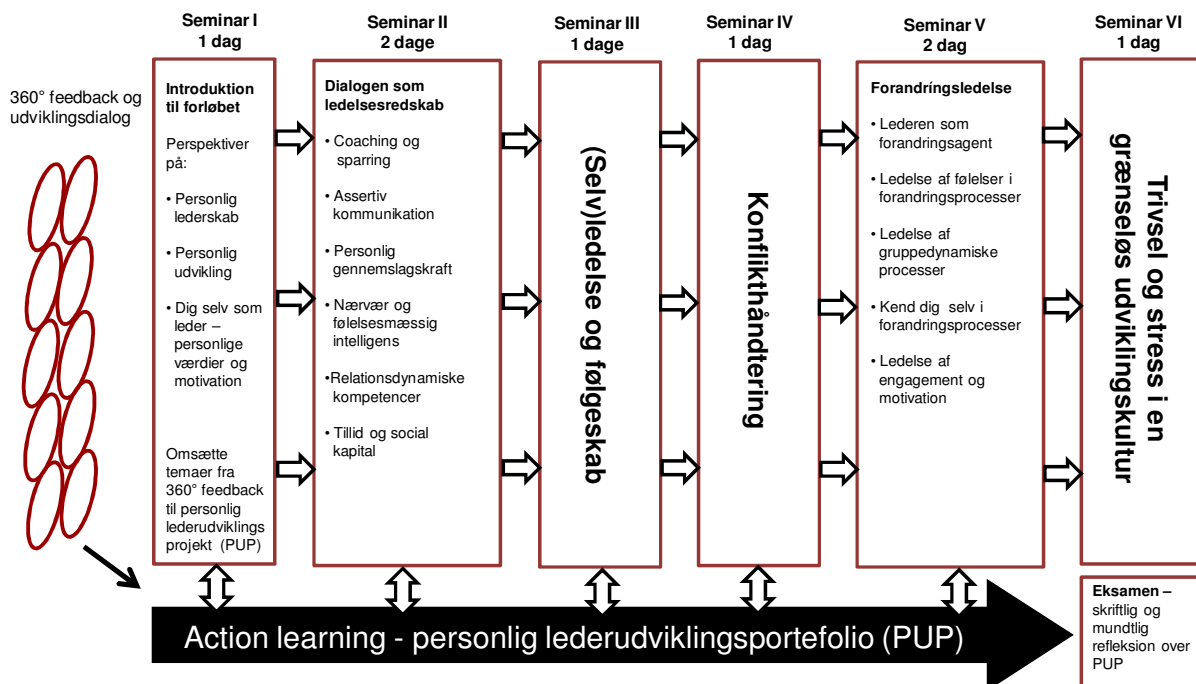 Seminar I
1 dag
Seminar II
2 dage
Seminar III
1 dage
Seminar IV
1 dag
Seminar V
2 dag
Seminar VI
1 dag
360° feedback og
udviklingsdialog
Introduktion
til forløbet
Perspektiver
på:
• Personlig
lederskab
• Personlig
udvikling
• Dig selv som
leder –
personlige
værdier og
motivation
Omsætte
temaer fra
360° feedback
til personlig
lederudviklings
projekt (PUP)
Dialogen som
ledelsesredskab
• Coaching og
sparring
• Assertiv
kommunikation
• Personlig
gennemslagskraft
• Nærvær og
følelsesmæssig
intelligens
•Relationsdynamiske
kompetencer
• Tillid og social
kapital
(Selv)ledelse og følgeskab
Konflikthåndtering
Forandríngsledelse
• Lederen som
forandringsagent
• Ledelse af følelser i
forandringsprocesser
• Ledelse af
gruppedynamiske
processer
• Kend dig selv i
forandringsprocesser
• Ledelse af
engagement og
motivation
Trivsel og stress i en
grænseløs udviklingskultur
Action learning - personlig lederudviklingsportefolio (PUP)
Eksamen –
skriftlig og
mundtlig
refleksion over
PUP